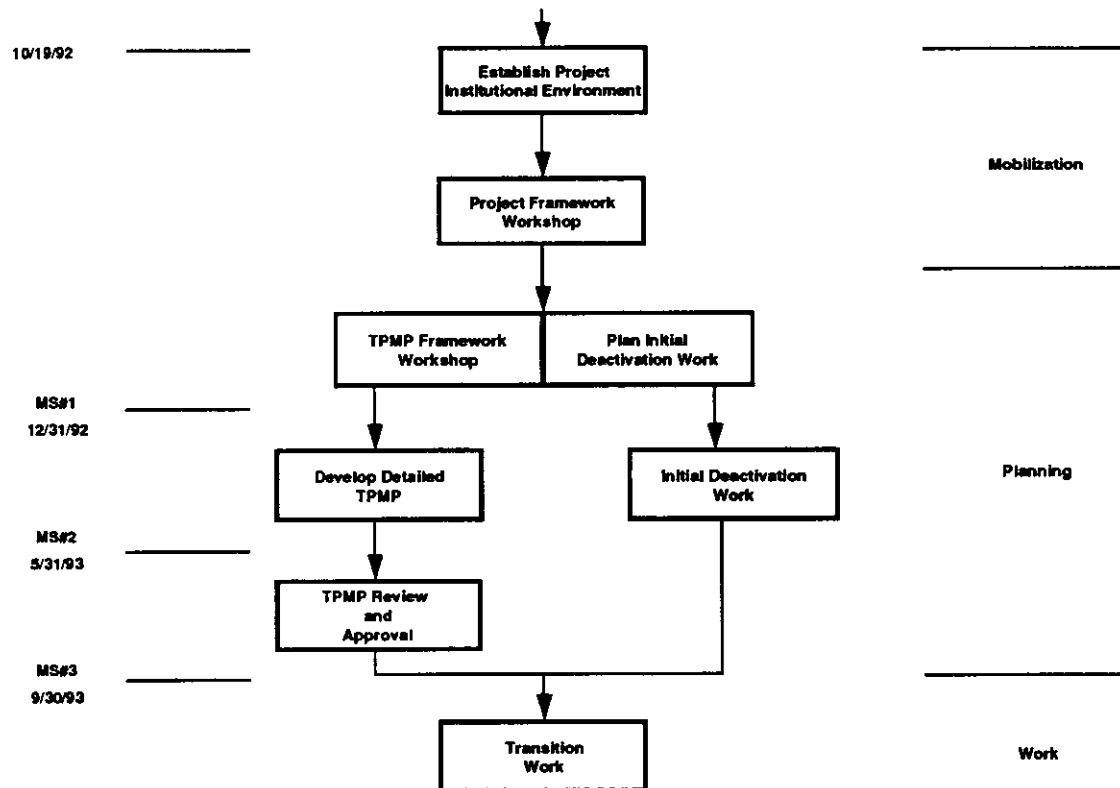 10/19/92
Establish Project
Institutional Environment
Mobilization
Project Framework
Workshop
TPMP Framework
Workshop
Plan Initial
Deactivation Work
MS#1
12/31/92
Develop Detailed
TPMP
Initial Deactivation
Work
Planning
MS#2
5/31/93
TPMP Review
and
Approval
MS#3
9/30/93
Transition
Work
Work